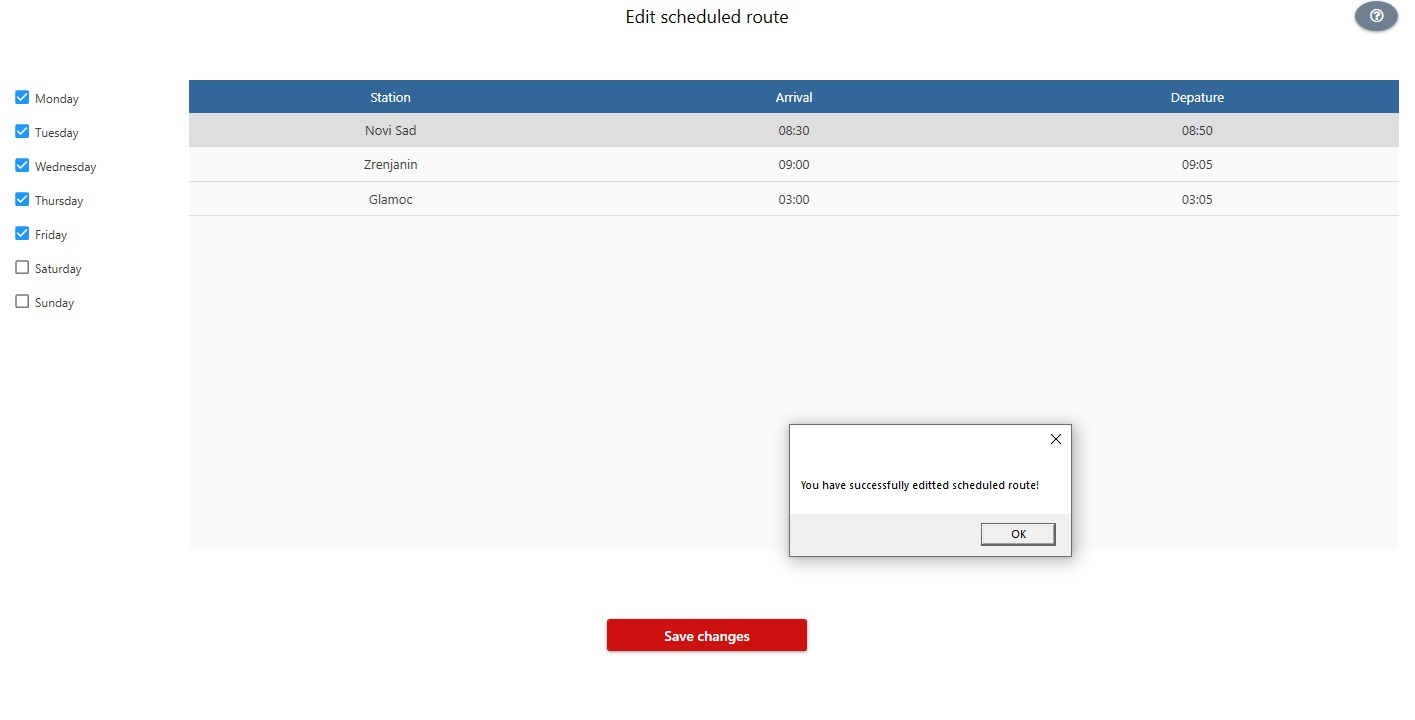 Edit scheduled route
?
Monday
Tuesday
Wednesday
Thursday
Friday
Saturday
Sunday
Station Arrival Depature
Novi Sad 08:30 08:50
Zrenjanin 09:00 09:05
Glamoc 03:00 03:05
You have successfully editted scheduled route!
OK
Save changes